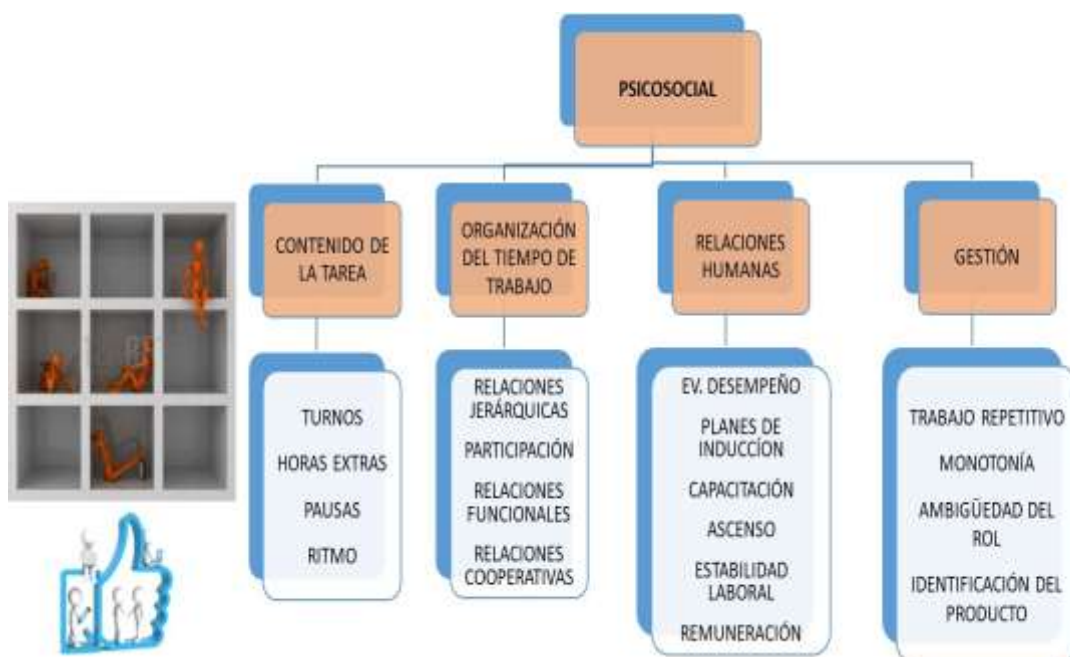 PSICOSOCIAL
CONTENIDO DE
LA TAREA
ORGANIZACIÓN
DEL TIEMPO DE
TRABAJO
RELACIONES
HUMANAS
GESTIÓN
TURNOS
HORAS EXTRAS
PAUSAS
RITMO
RELACIONES
JERÁRQUICAS
PARTICIPACIÓN
RELACIONES
FUNCIONALES
RELACIONES
COOPERATIVAS
EV. DESEMPEÑO
PLANES DE
INDUCCÍON
CAPACITACIÓN
ASCENSO
ESTABILIDAD
LABORAL
REMUNERACIÓN
TRABAJO REPETITIVO
MONOTONÍA
AMBIGÜEDAD DEL
ROL
IDENTIFICACIÓN DEL
PRODUCTO